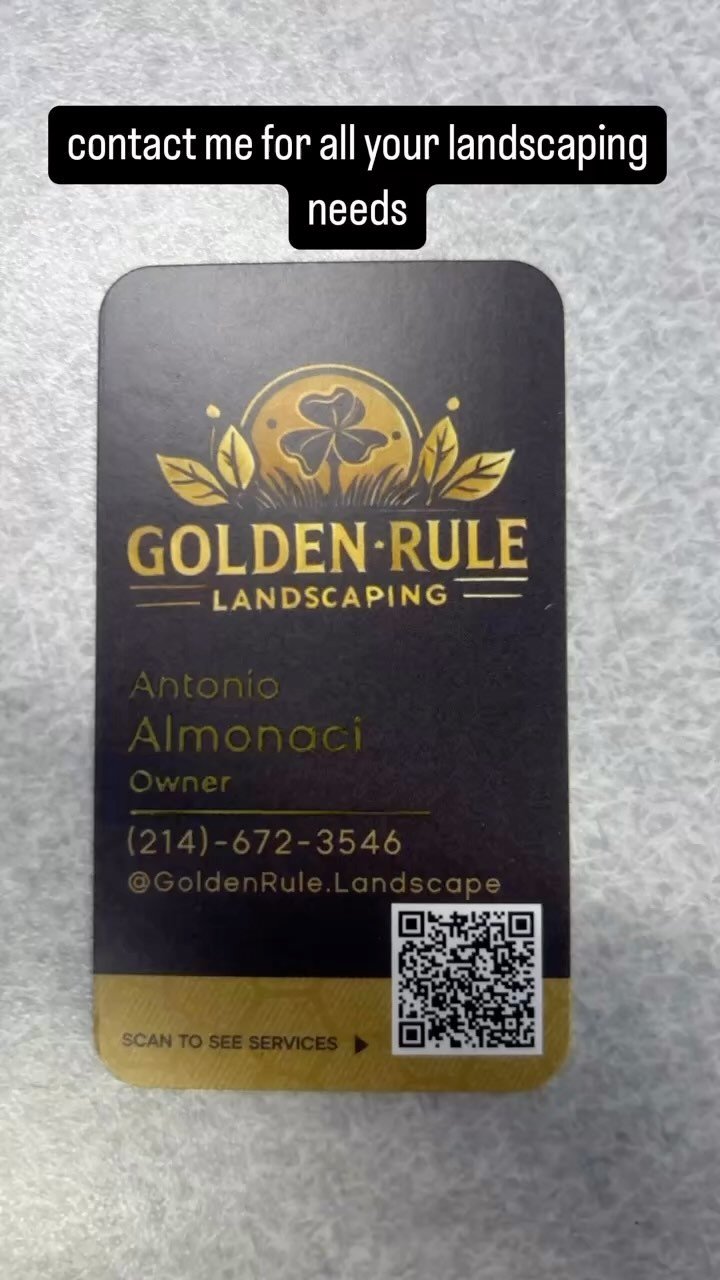 contact me for all your landscaping
needs
GOLDEN·RULE
LANDSCAPING
Antonio
Almonaci
Owner
(214)-672-3546
@GoldenRule.Landscape
SCAN TO SEE SERVICES